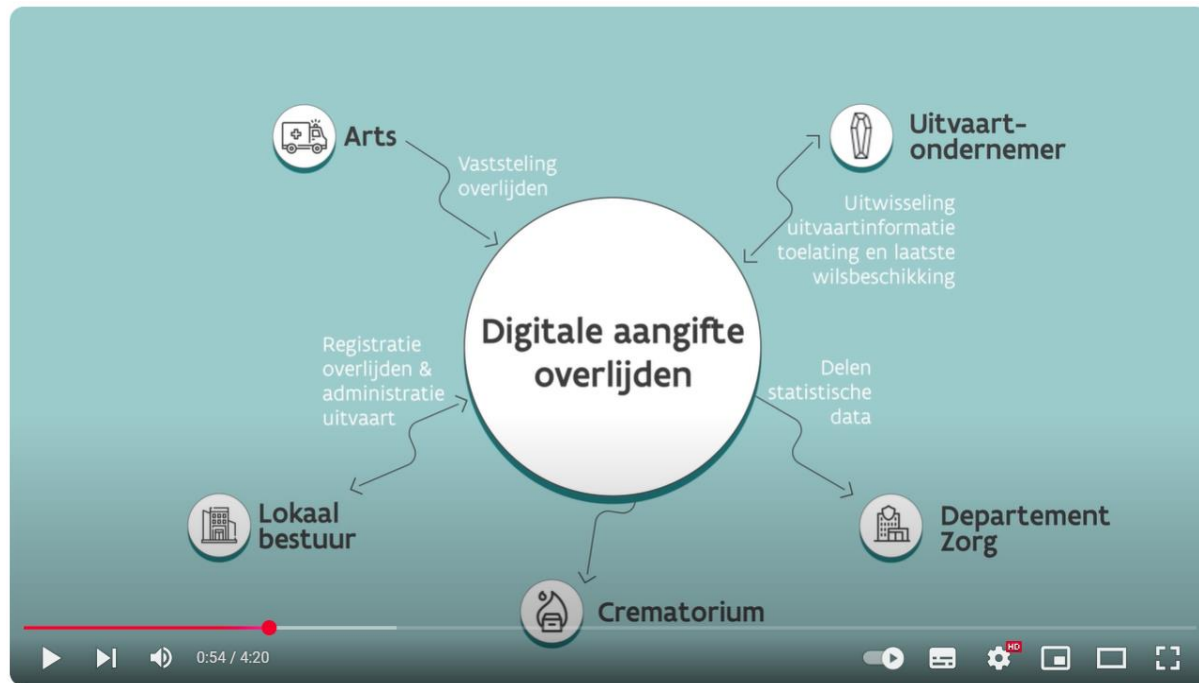 Arts
Vaststeling
overlijden
Uitvaart-
ondernemer
Uitwisseling
uitvaartinformatie
toelating en laatste
wilsbeschikking
Digitale aangifte
overlijden
Registratie
overlijden &
administratie
uitvaart
Delen
statistische
data
Lokaal
bestuur
Departement
Zorg
Crematorium
0:54 / 4:20
HD